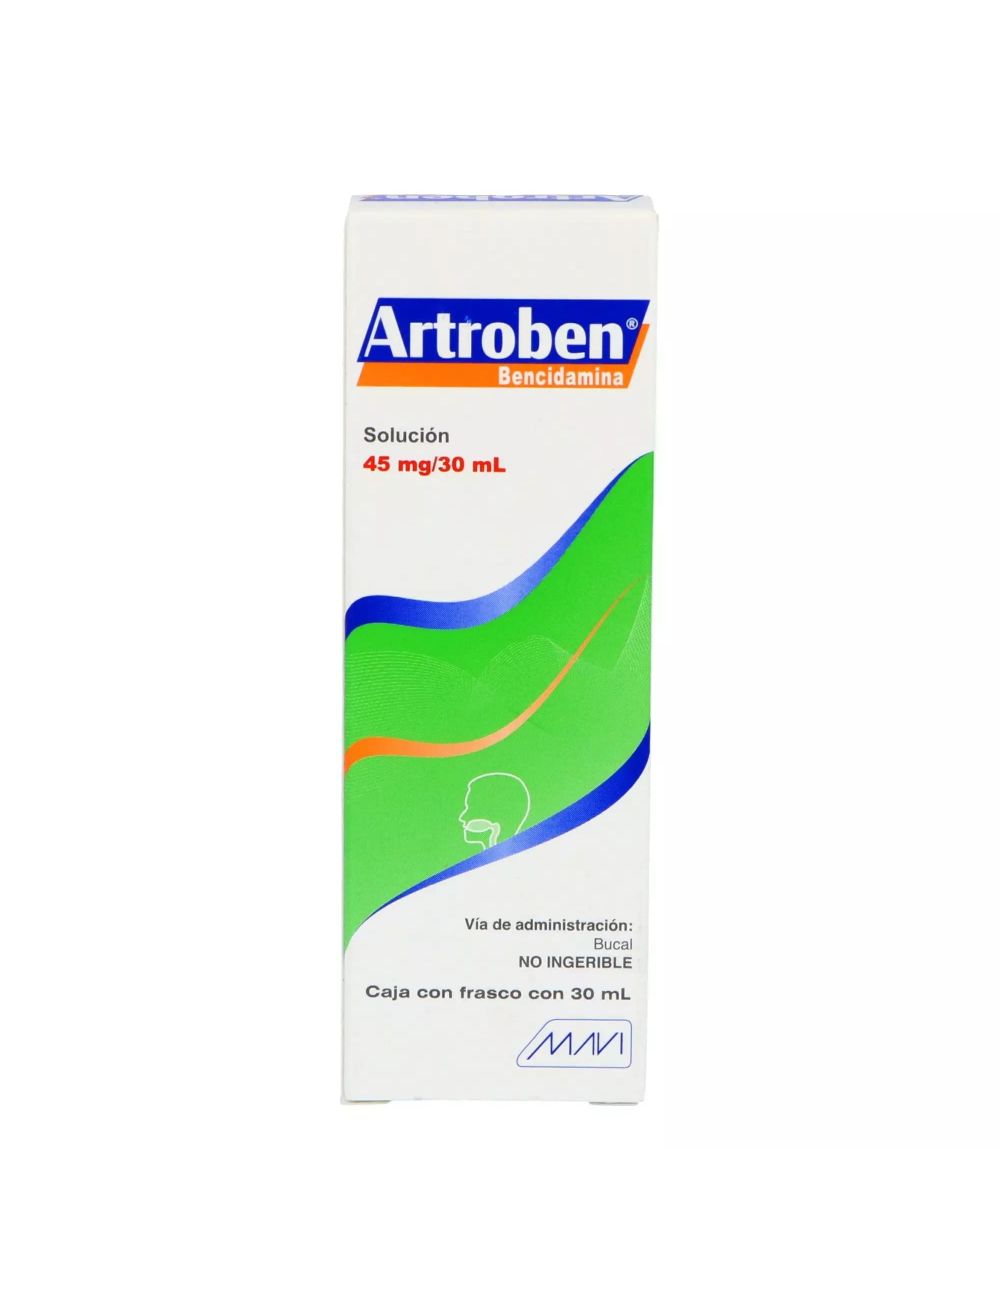 Artroben®
Bencidamina
Solución
45 mg/30 mL
Vía de administración:
Bucal
NO INGERIBLE
Caja con frasco con 30 mL
MAVI